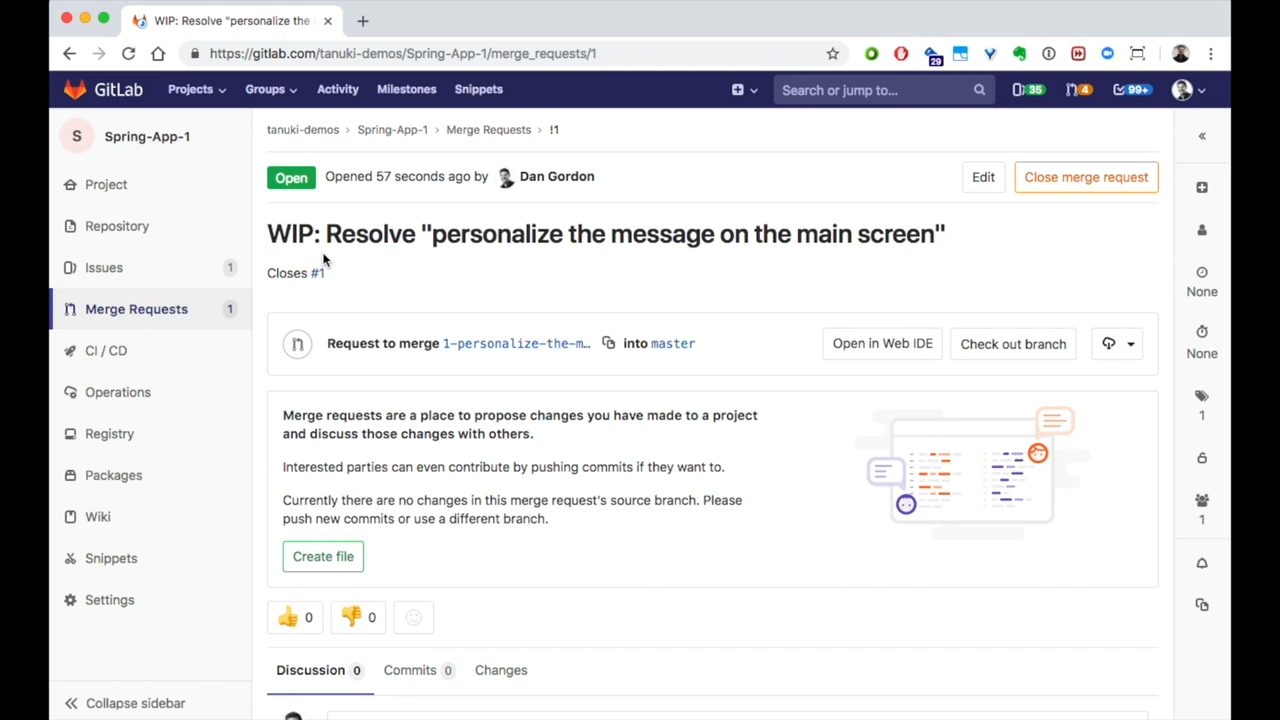 WIP: Resolve "personalize the
https://gitlab.com/tanuki-demos/Spring-App-1/merge_requests/1
29
GitLab Projects Groups Activity Milestones Snippets Search or jump to... 35 4 99+
S Spring-App-1
Project
Repository
Issues 1
Merge Requests 1
CI / CD
Operations
Registry
Packages
Wiki
Snippets
Settings
Collapse sidebar
tanuki-demos › Spring-App-1 › Merge Requests › !1
Open Opened 57 seconds ago by Dan Gordon Edit Close merge request
WIP: Resolve "personalize the message on the main screen"
Closes #1
Request to merge 1-personalize-the-m… into master Open in Web IDE Check out branch
Merge requests are a place to propose changes you have made to a project
and discuss those changes with others.
Interested parties can even contribute by pushing commits if they want to.
Currently there are no changes in this merge request's source branch. Please
push new commits or use a different branch.
Create file
0 0
Discussion 0 Commits 0 Changes
None
None
1
1